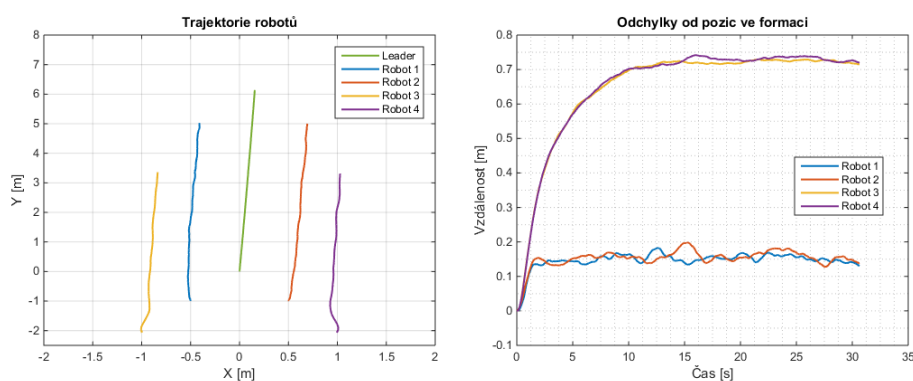 Trajektorie robotů
8
7
6
5
4
3
2
1
0
-1
-2
Y [m]
-2
-1.5
-1
-0.5
0
0.5
1
1.5
2
X [m]
Leader
Robot 1
Robot 2
Robot 3
Robot 4
Odchylky od pozic ve formaci
0.8
0.7
0.6
0.5
0.4
0.3
0.2
0.1
0
-0.1
Vzdálenost [m]
0
5
10
15
20
25
30
35
Čas [s]
Robot 1
Robot 2
Robot 3
Robot 4